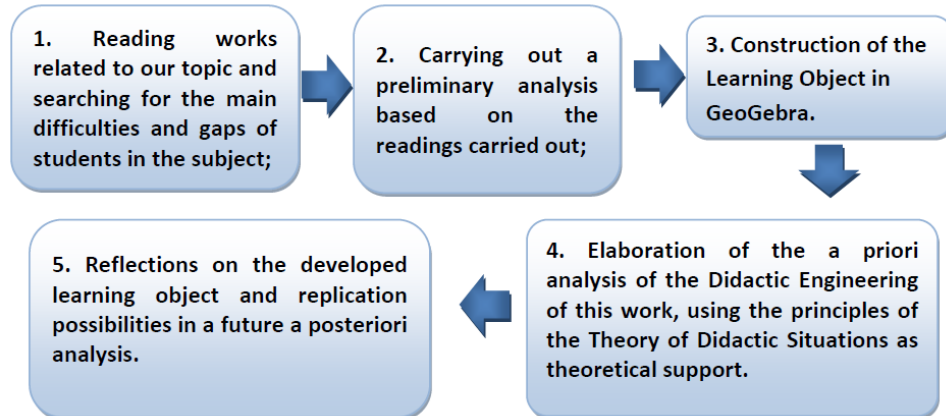 1. Reading works
related to our topic and
searching for the main
difficulties and gaps of
students in the subject;
2. Carrying out a
preliminary analysis
based on the
readings carried out;
3. Construction of the
Learning Object in
GeoGebra.
4. Elaboration of the a priori
analysis of the Didactic Engineering
of this work, using the principles of
the Theory of Didactic Situations as
theoretical support.
5. Reflections on the developed
learning object and replication
possibilities in a future a posteriori
analysis.